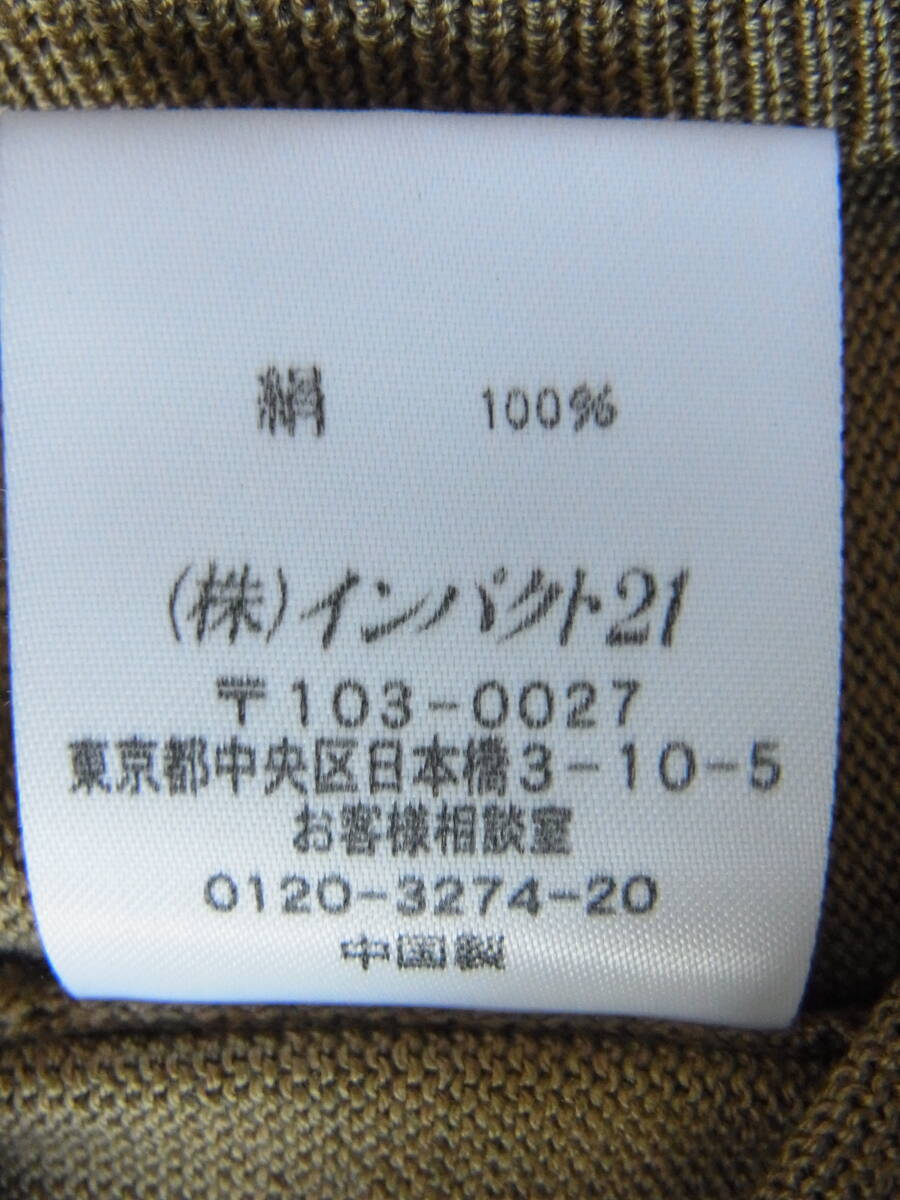 絹 100%
(株)インパクト21
〒103-0027
東京都中央区日本橋3-10-5
お客様相談室
0120-3274-20
中国製